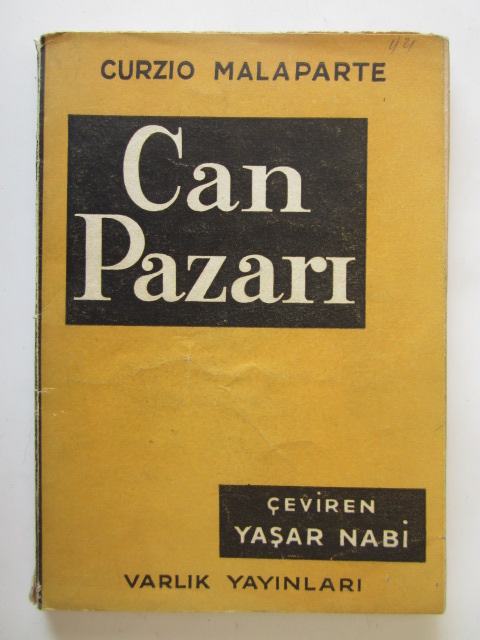 CURZIO MALAPARTE
Can
Pazarı
ÇEVİREN
YAŞAR NABİ
VARLIK YAYINLARI